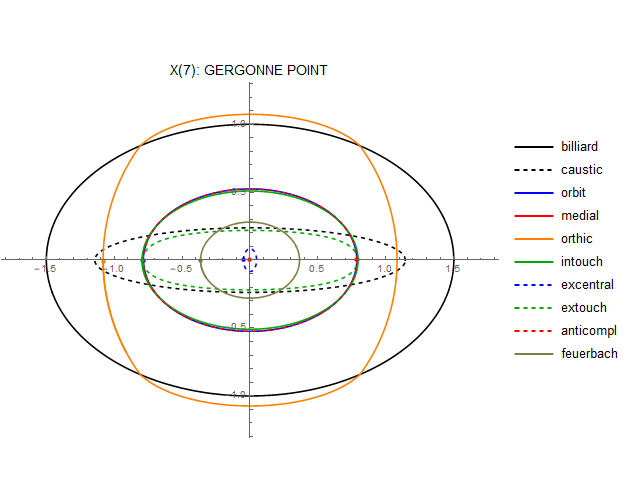 X(7): GERGONNE POINT
1.0
0.5
−1.5 −1.0 −0.5 0.5 1.0 1.5
−0.5
−1.0
billiard
caustic
orbit
medial
orthic
intouch
excentral
extouch
anticompl
feuerbach